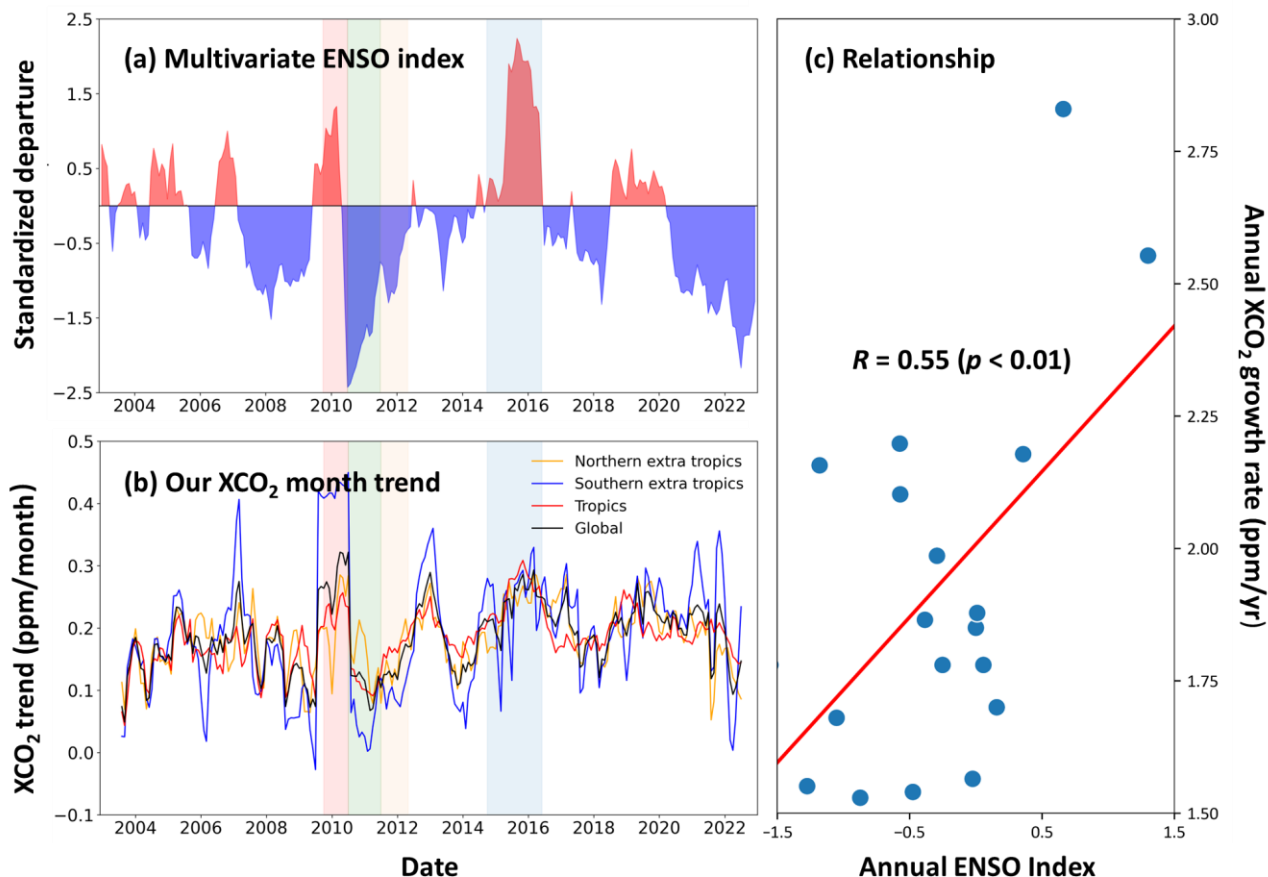 (a) Multivariate ENSO index
Standardized departure
2.5
1.5
0.5
−0.5
−1.5
−2.5
2004 2006 2008 2010 2012 2014 2016 2018 2020 2022
(b) Our XCO₂ month trend
Northern extra tropics
Southern extra tropics
Tropics
Global
XCO₂ trend (ppm/month)
0.5
0.4
0.3
0.2
0.1
0.0
−0.1
2004 2006 2008 2010 2012 2014 2016 2018 2020 2022
Date
(c) Relationship
R = 0.55 (p < 0.01)
3.00
2.75
2.50
2.25
2.00
1.75
1.50
Annual XCO₂ growth rate (ppm/yr)
−1.5 −0.5 0.5 1.5
Annual ENSO Index